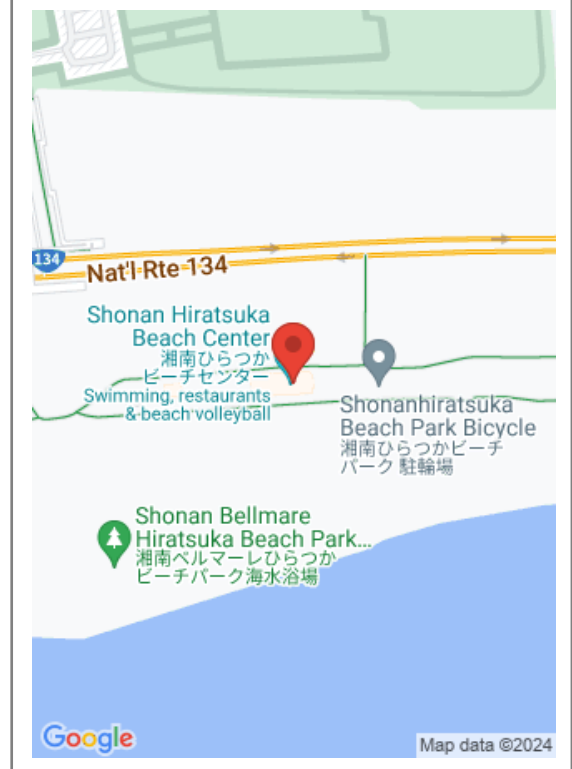 134
Nat'l Rte 134
Shonan Hiratsuka
Beach Center
湘南ひらつか
ビーチセンター
Swimming, restaurants
& beach volleyball
Shonanhiratsuka
Beach Park Bicycle
湘南ひらつかビーチ
パーク 駐輪場
Shonan Bellmare
Hiratsuka Beach Park...
湘南ベルマーレひらつか
ビーチパーク海水浴場
Google
Map data ©2024